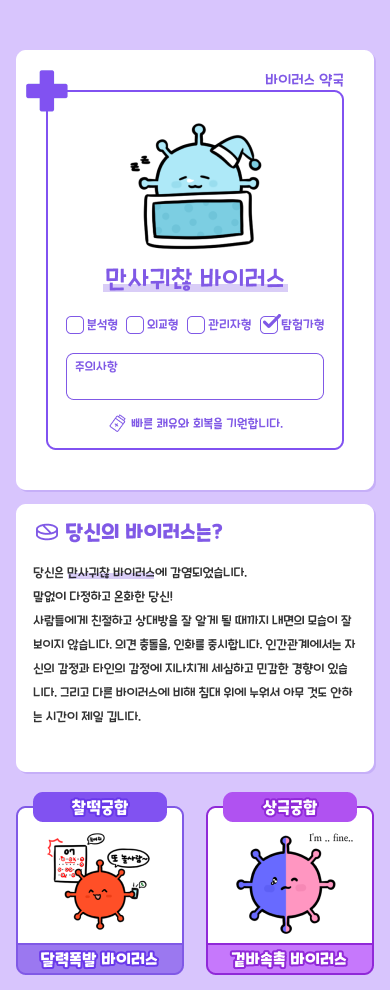 바이러스 약국
z z
만사귀찮 바이러스
분석형 외교형 관리자형 탐험가형
주의사항
빠른 쾌유와 회복을 기원합니다.
당신의 바이러스는?
당신은 만사귀찮 바이러스에 감염되었습니다.
말없이 다정하고 온화한 당신!
사람들에게 친절하고 상대방을 잘 알게 될 때까지 내면의 모습이 잘
보이지 않습니다. 의견 충돌을, 인화를 중시합니다. 인간관계에서는 자
신의 감정과 타인의 감정에 지나치게 세심하고 민감한 경향이 있습
니다. 그리고 다른 바이러스에 비해 침대 위에 누워서 아무 것도 안하
는 시간이 제일 깁니다.
찰떡궁합
07
또 놀사람~
달력폭발 바이러스
상극궁합
I'm .. fine..
겉바속촉 바이러스